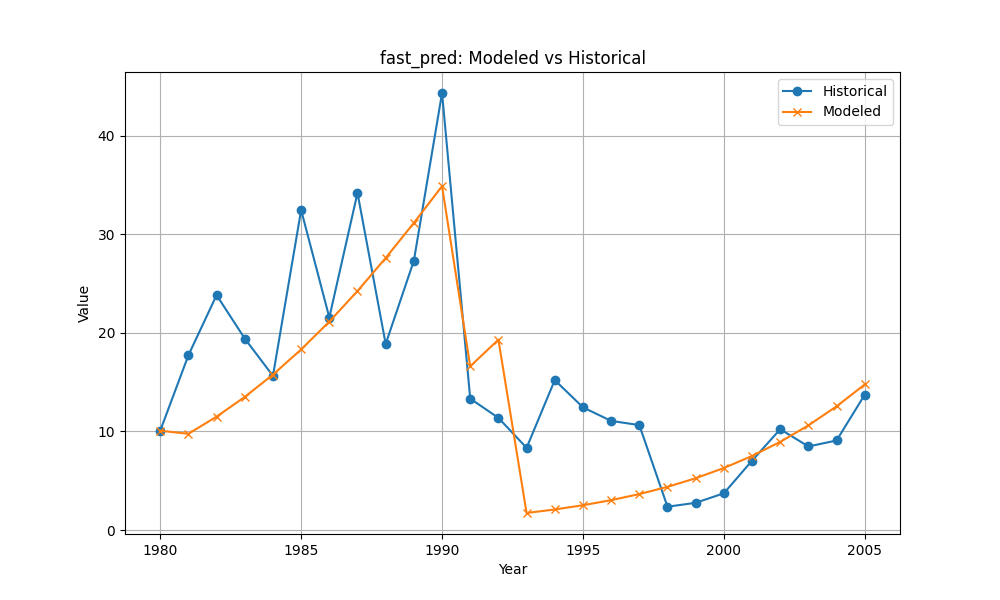 fast_pred: Modeled vs Historical
Historical
Modeled
Value
40
30
20
10
0
1980 1985 1990 1995 2000 2005
Year